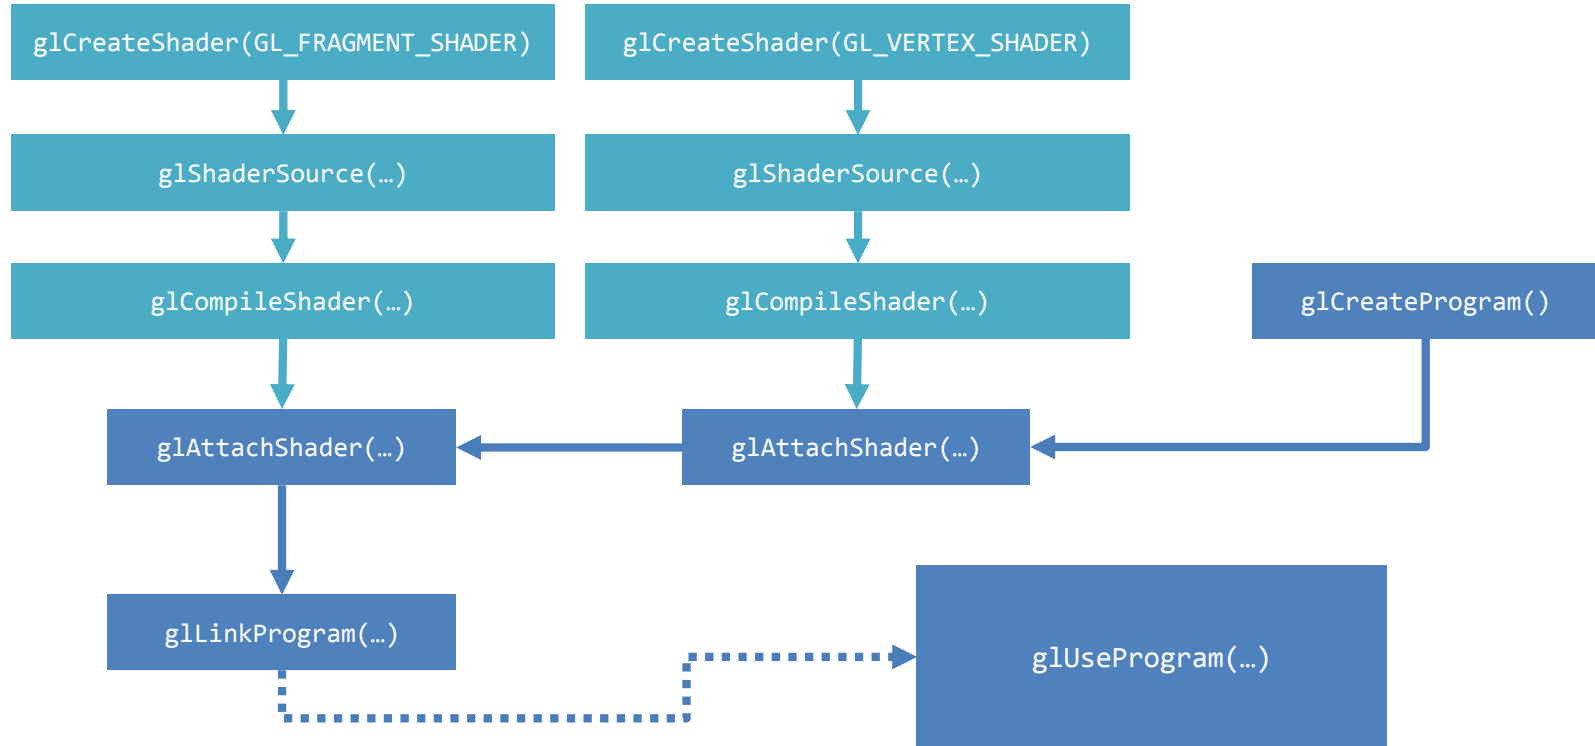 glCreateShader(GL_FRAGMENT_SHADER)
glCreateShader(GL_VERTEX_SHADER)
glShaderSource(…)
glShaderSource(…)
glCompileShader(…)
glCompileShader(…)
glCreateProgram()
glAttachShader(…)
glAttachShader(…)
glLinkProgram(…)
glUseProgram(…)